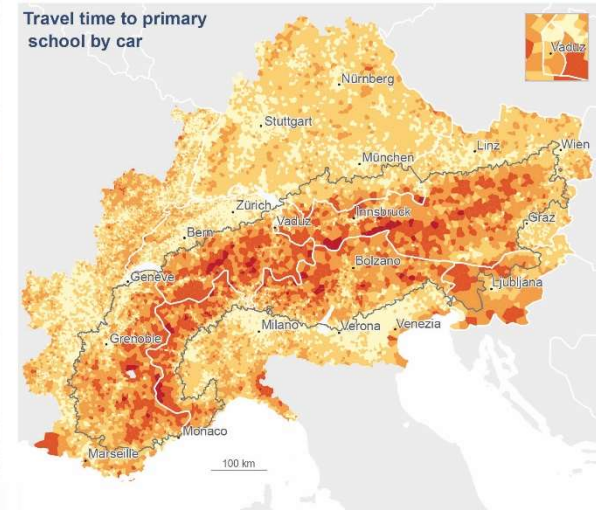 Travel time to primary
school by car
Vaduz
Nürnberg
Stuttgart
München
Linz
Wien
Zürich
Vaduz
Innsbruck
Bern
Graz
Bolzano
Genève
Ljubljana
Milano
Verona
Venezia
Grenoble
Monaco
Marseille
100 km